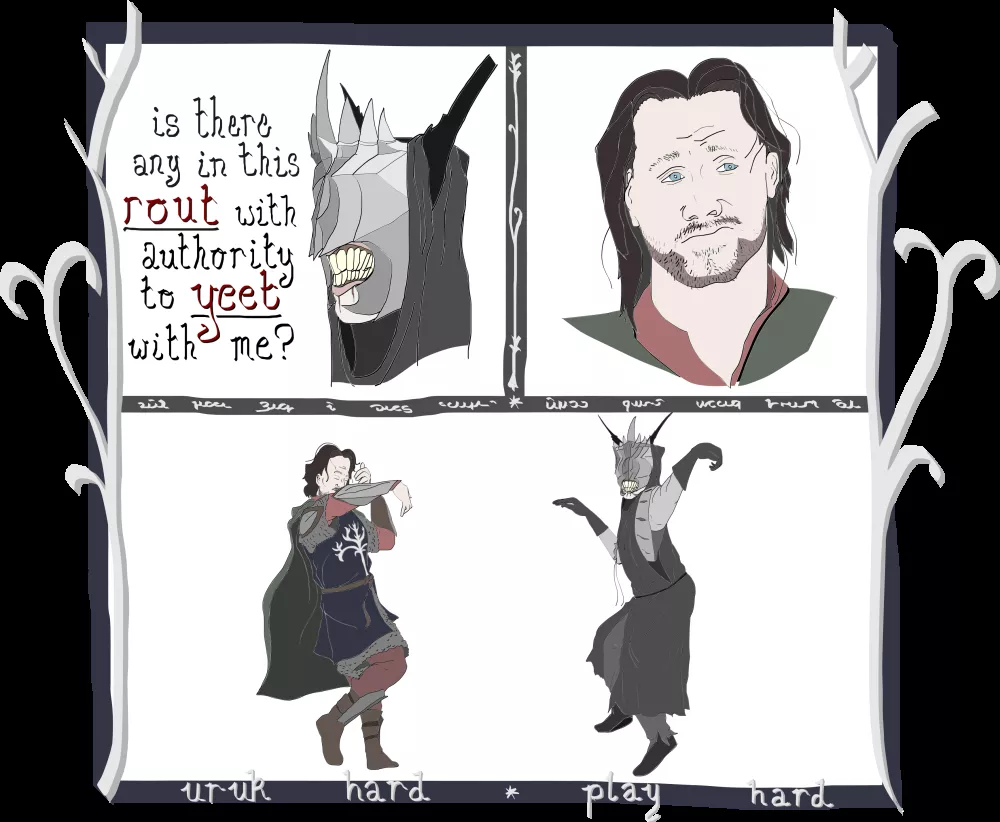 is there
any in this
rout with
authority
to yeet
with me?
uruk hard * play hard